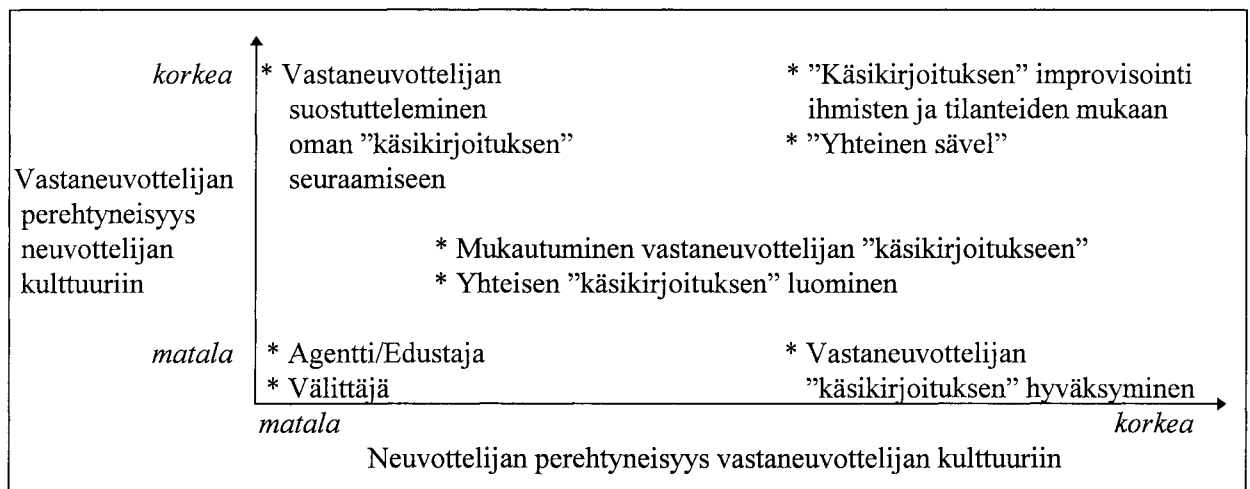 korkea
* Vastaneuvottelijan
suostutteleminen
oman ”käsikirjoituksen”
seuraamiseen
* ”Käsikirjoituksen” improvisointi
ihmisten ja tilanteiden mukaan
* ”Yhteinen sävel”
Vastaneuvottelijan
perehtyneisyys
neuvottelijan
kulttuuriin
* Mukautuminen vastaneuvottelijan ”käsikirjoitukseen”
* Yhteisen ”käsikirjoituksen” luominen
matala
* Agentti/Edustaja
* Välittäjä
* Vastaneuvottelijan
”käsikirjoituksen” hyväksyminen
matala
korkea
Neuvottelijan perehtyneisyys vastaneuvottelijan kulttuuriin